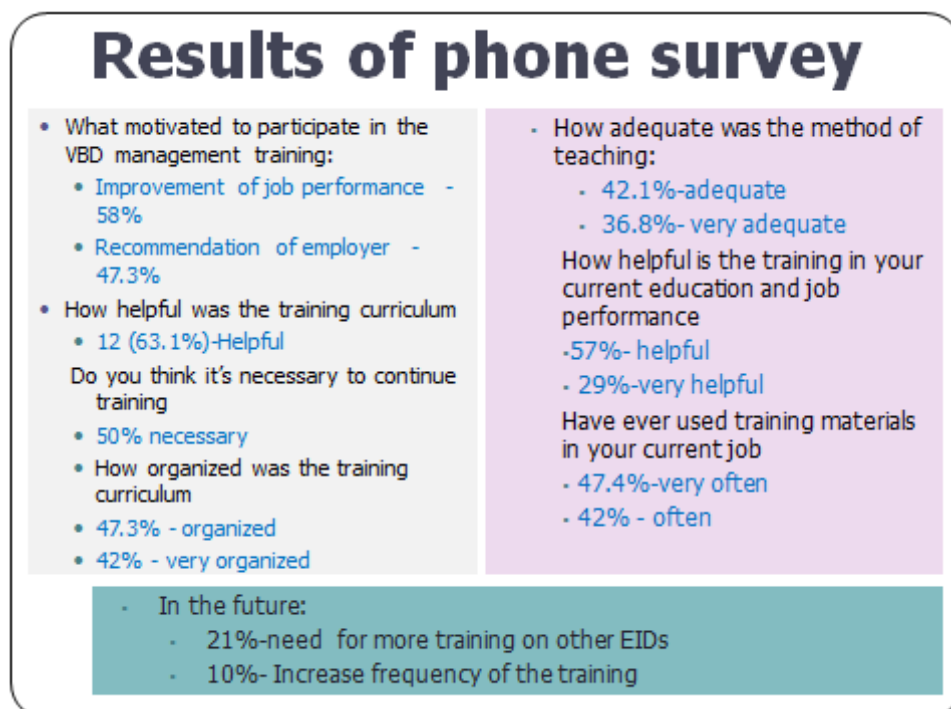 Results of phone survey
• What motivated to participate in the
VBD management training:
• Improvement of job performance -
58%
• Recommendation of employer -
47.3%
• How helpful was the training curriculum
• 12 (63.1%)-Helpful
Do you think it's necessary to continue
training
• 50% necessary
• How organized was the training
curriculum
• 47.3% - organized
• 42% - very organized
• How adequate was the method of
teaching:
• 42.1%-adequate
• 36.8%- very adequate
How helpful is the training in your
current education and job
performance
•57%- helpful
• 29%-very helpful
Have ever used training materials
in your current job
• 47.4%-very often
• 42% - often
• In the future:
• 21%-need for more training on other EIDs
• 10%- Increase frequency of the training